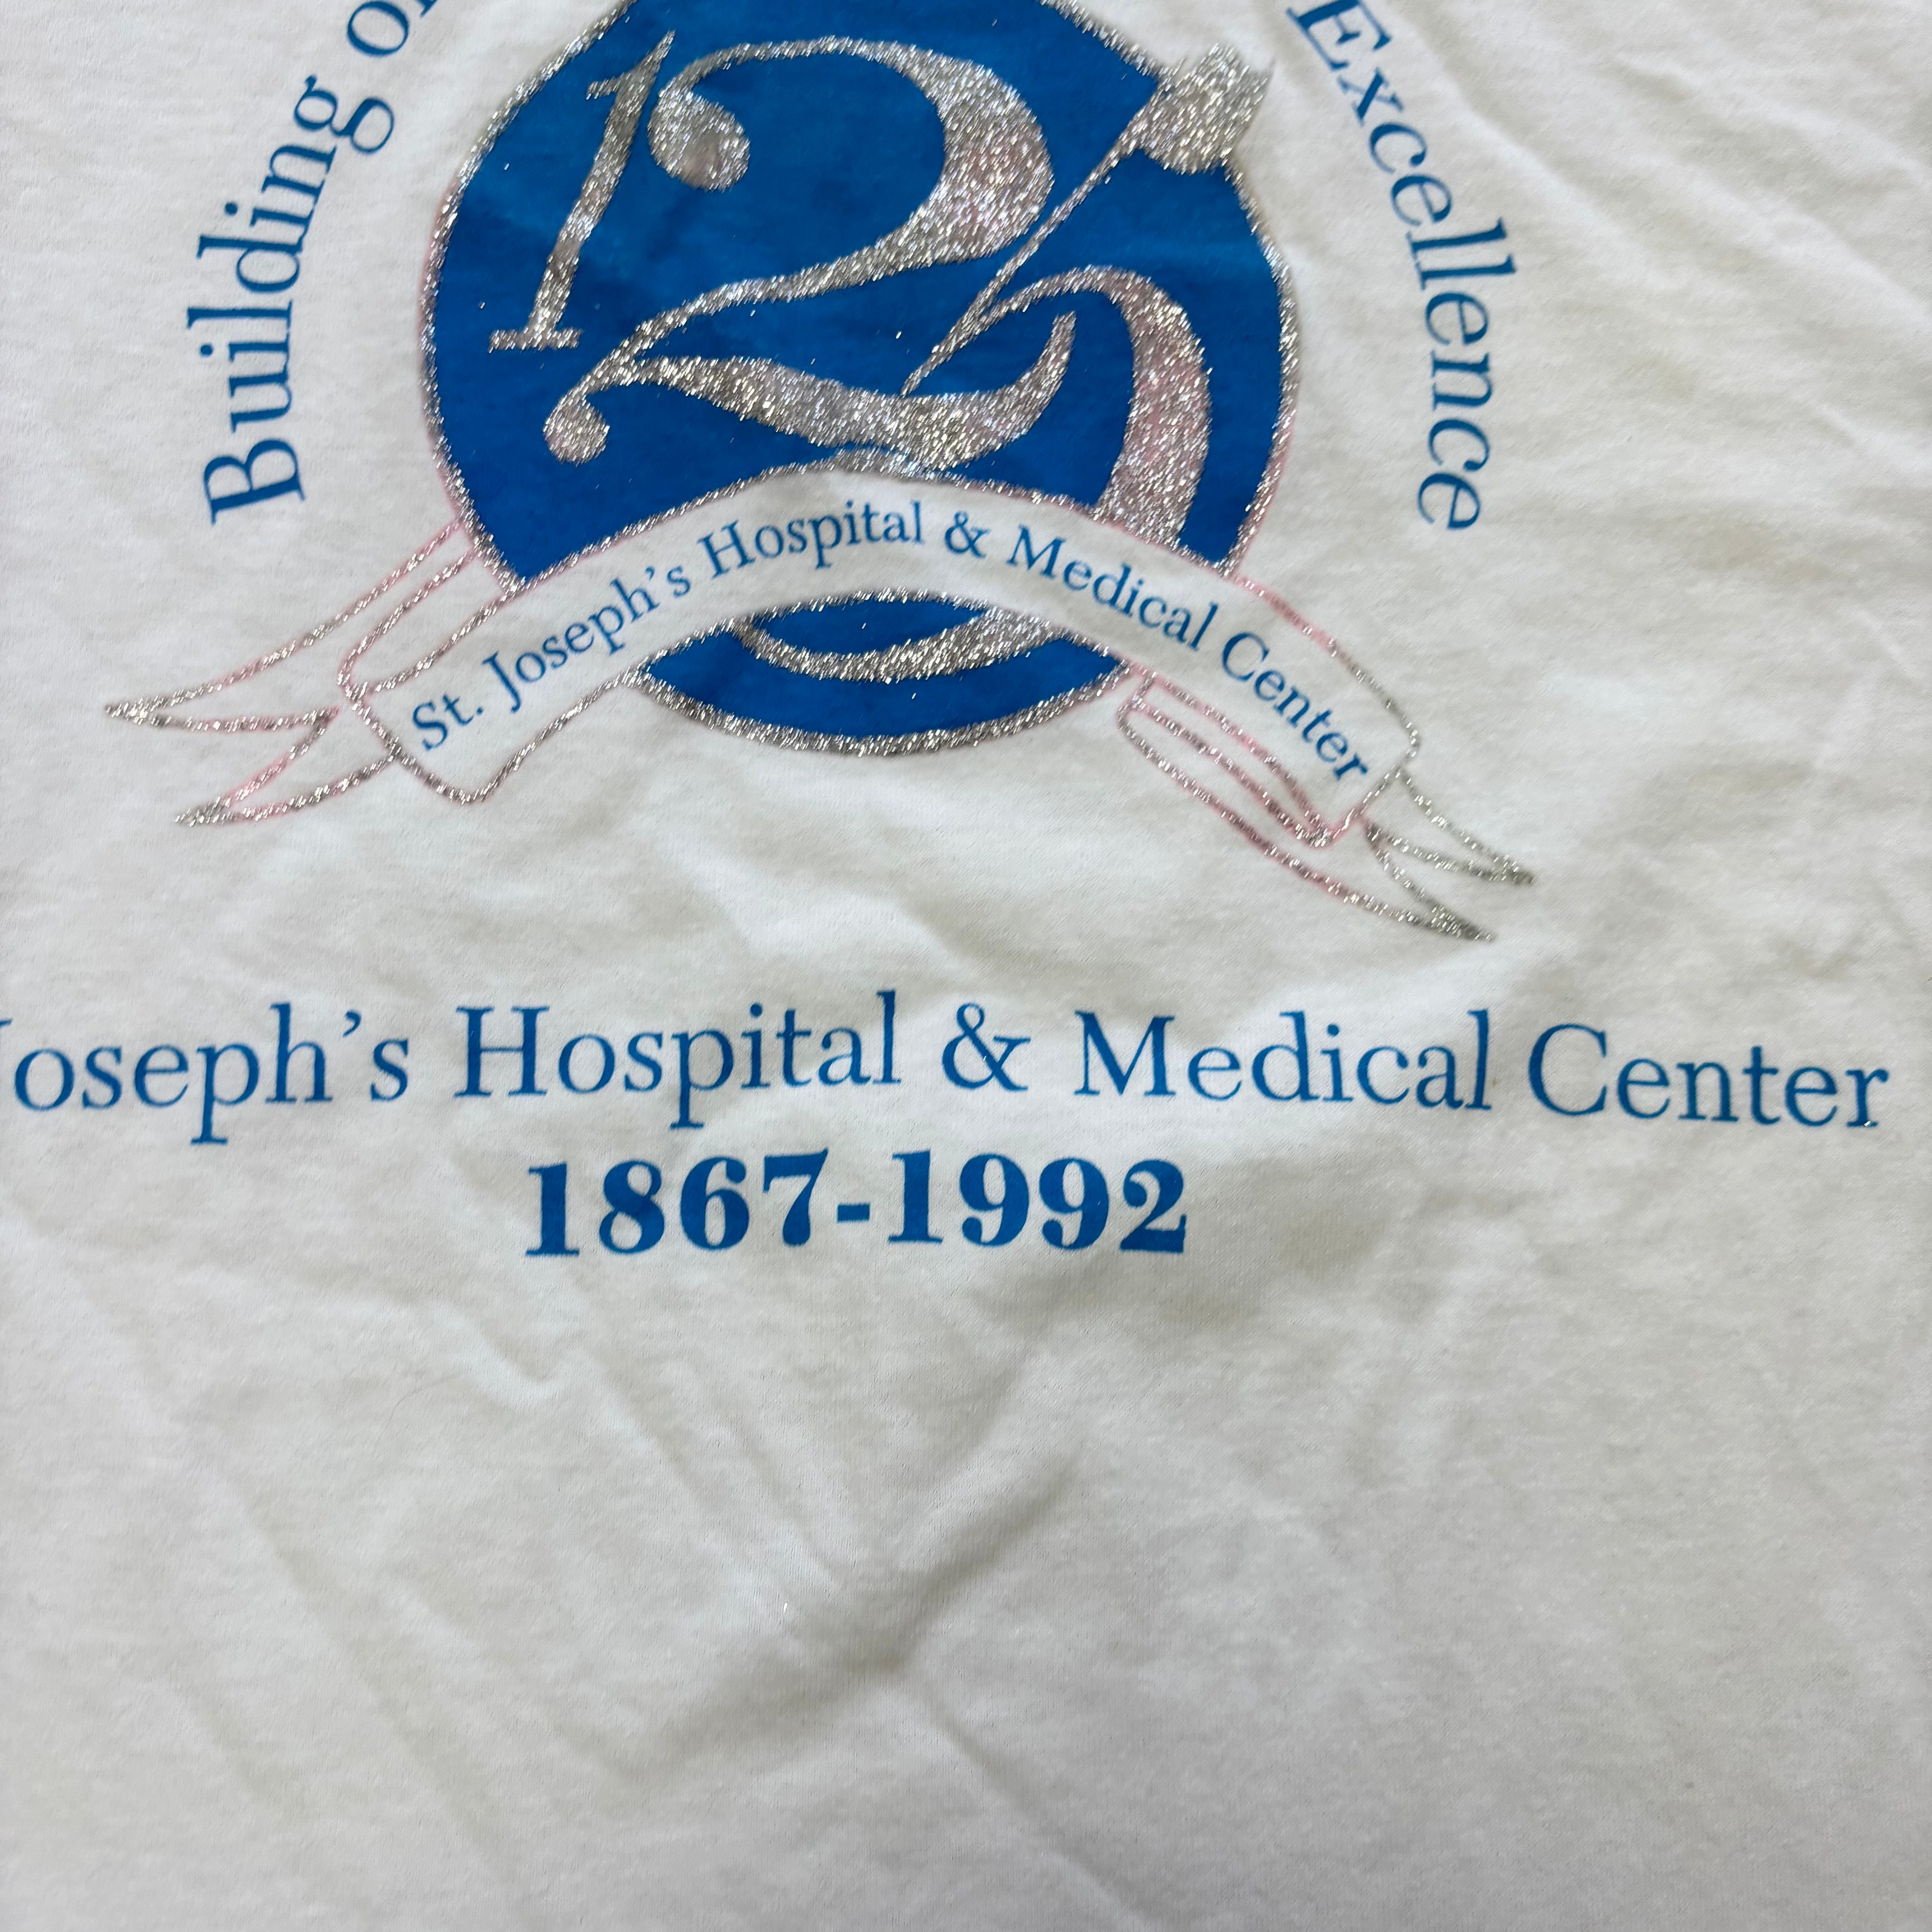 Building
Excellence
125
St. Joseph's Hospital & Medical Center
Joseph's Hospital & Medical Center
1867-1992